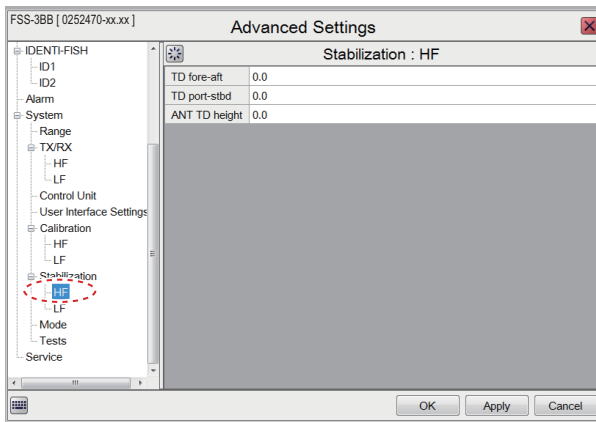 FSS-3BB [ 0252470-xx.xx ]
Advanced Settings
IDENTI-FISH
ID1
ID2
Alarm
System
Range
TX/RX
HF
LF
Control Unit
User Interface Settings
Calibration
HF
LF
Stabilization
HF
LF
Mode
Tests
Service
Stabilization : HF
TD fore-aft 0.0
TD port-stbd 0.0
ANT TD height 0.0
OK Apply Cancel